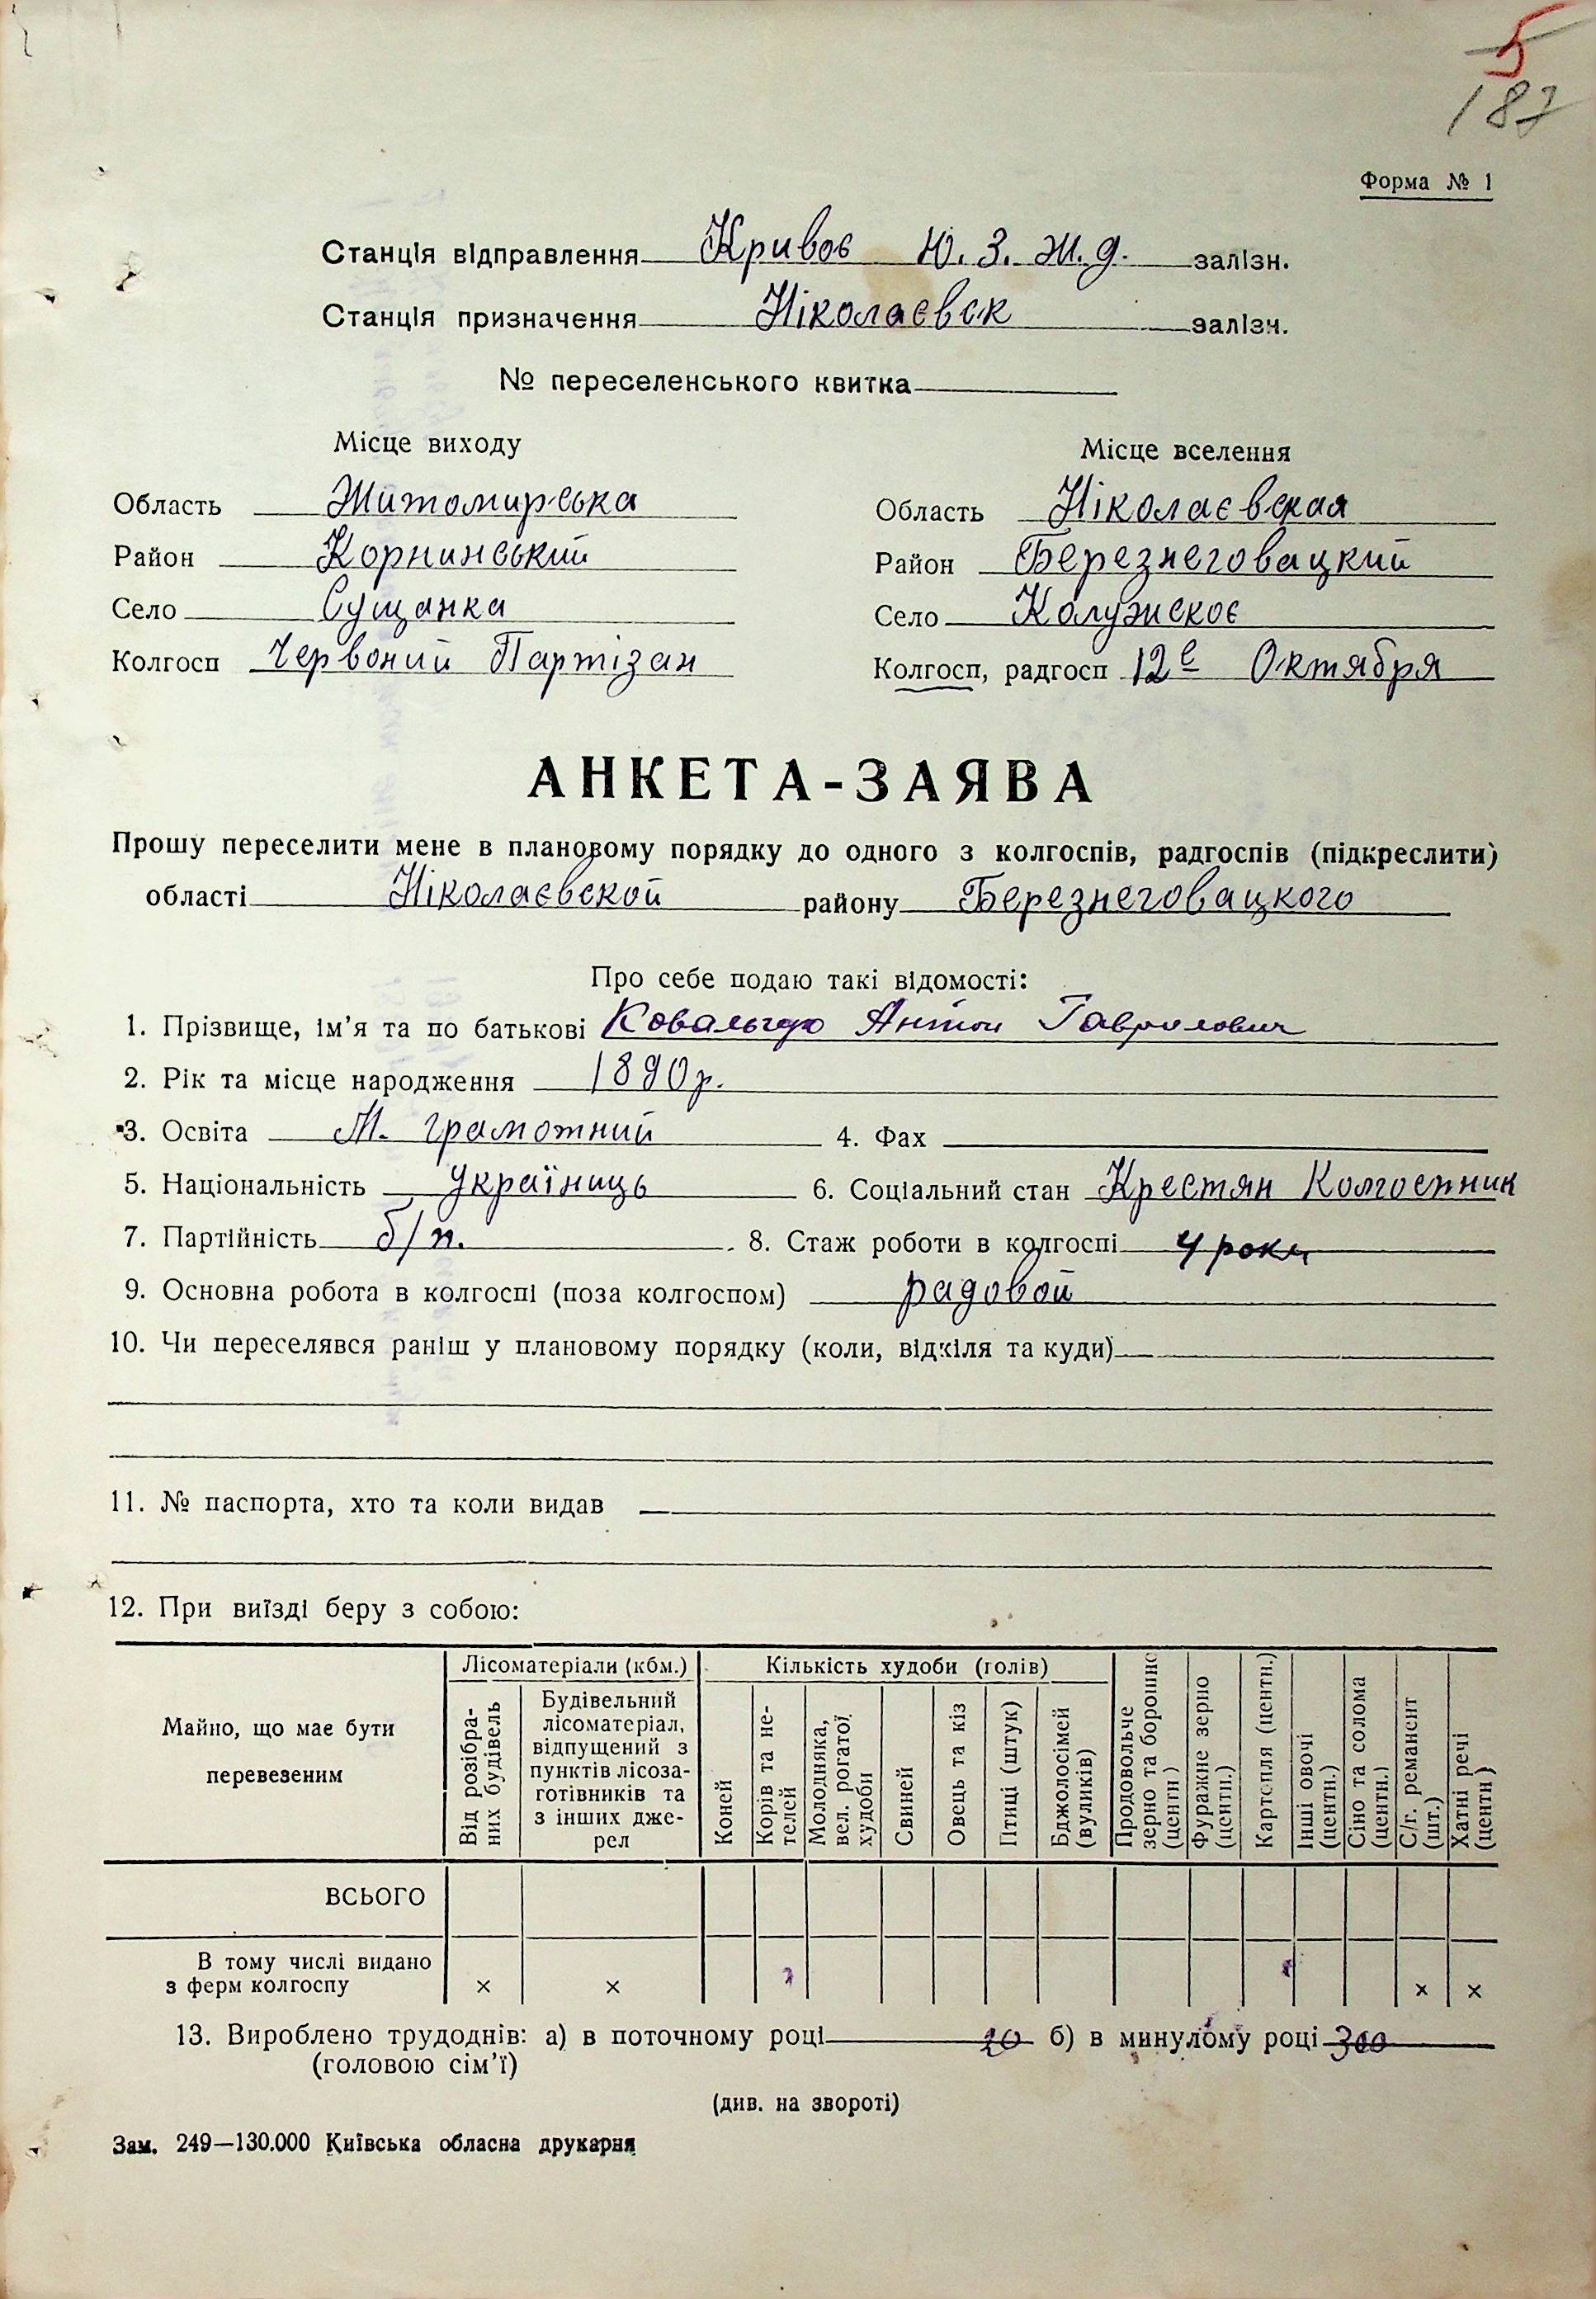 5
187
Форма № 1
Станція відправлення Кривоє Ю. З. Ж. д. залізн.
Станція призначення Ніколаєвск залізн.
№ переселенського квитка
Місце виходу
Місце вселення
Область Житомирська
Область Ніколаєвская
Район Корнинський
Район Березнеговацкий
Село Сущанка
Село Калужскоє
Колгосп Червоний Партізан
Колгосп, радгосп 12е Октября
АНКЕТА-ЗАЯВА
Прошу переселити мене в плановому порядку до одного з колгоспів, радгоспів (підкреслити)
області Ніколаєвской району Березнеговацкого
Про себе подаю такі відомості:
1. Прізвище, ім’я та по батькові Ковальчук Антон Гаврилович
2. Рік та місце народження 1890р.
3. Освіта М. грамотний 4. Фах
5. Національність Україниць 6. Соціальний стан Крестян Колгоспник
7. Партійність б/п. 8. Стаж роботи в колгоспі 4 роки
9. Основна робота в колгоспі (поза колгоспом) радовой
10. Чи переселявся раніш у плановому порядку (коли, відкіля та куди)
11. № паспорта, хто та коли видав
12. При виїзді беру з собою:
Майно, що має бути перевезеним
Лісоматеріали (кбм.)
Від розібраних будівель
Будівельний лісоматеріал, відпущений з пунктів лісозаготівників та з інших джерел
Кількість худоби (голів)
Коней
Корів та нетелей
Молодняка, вел. рогатої худоби
Свиней
Овець та кіз
Птиці (штук)
Бджолосімей (вуликів)
Продовольче зерно та борошно (центн)
Фуражне зерно (центн.)
Картопля (центн.)
Інші овочі (центн.)
Сіно та солома (центн.)
С/г. реманент (шт.)
Хатні речі (центн)
ВСЬОГО
В тому числі видано з ферм колгоспу × × × ×
13. Вироблено трудоднів: а) в поточному році 20 б) в минулому році 300
(головою сім’ї)
(див. на звороті)
Зам. 249—130.000 Київська обласна друкарня